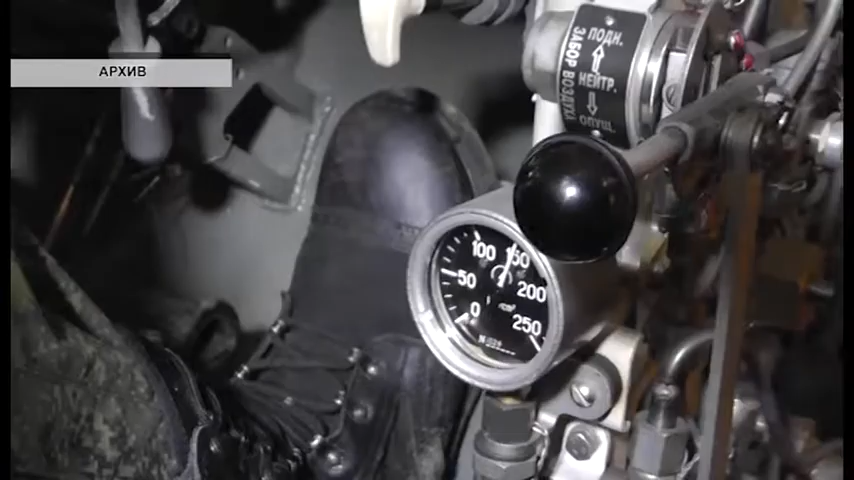 АРХИВ
ПОДН.
НЕЙТР.
ОПУЩ.
ЗАБОР ВОЗДУХА
100
150
50
200
0
250